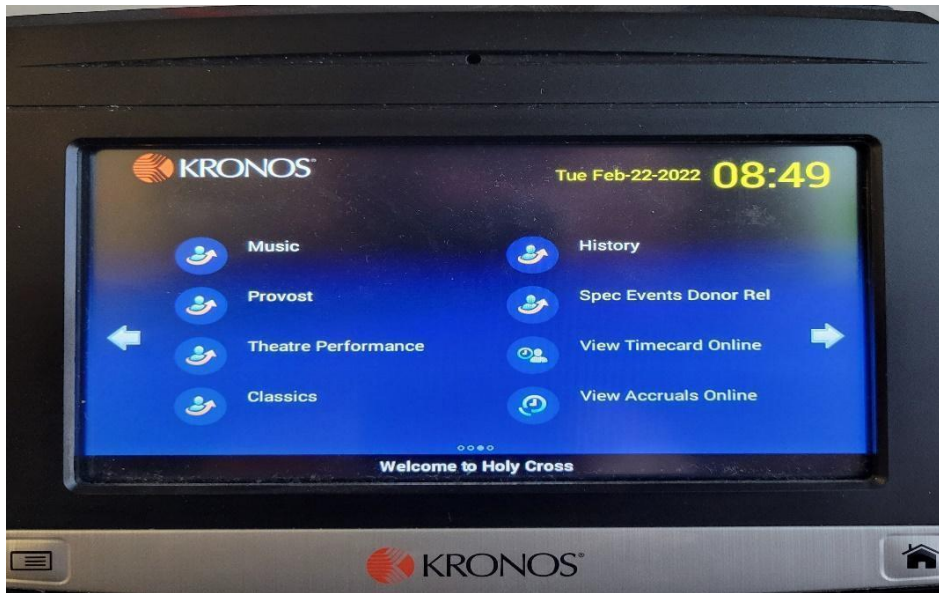 KRONOS®
Tue Feb-22-2022 08:49
Music
History
Provost
Spec Events Donor Rel
Theatre Performance
View Timecard Online
Classics
View Accruals Online
Welcome to Holy Cross
KRONOS®